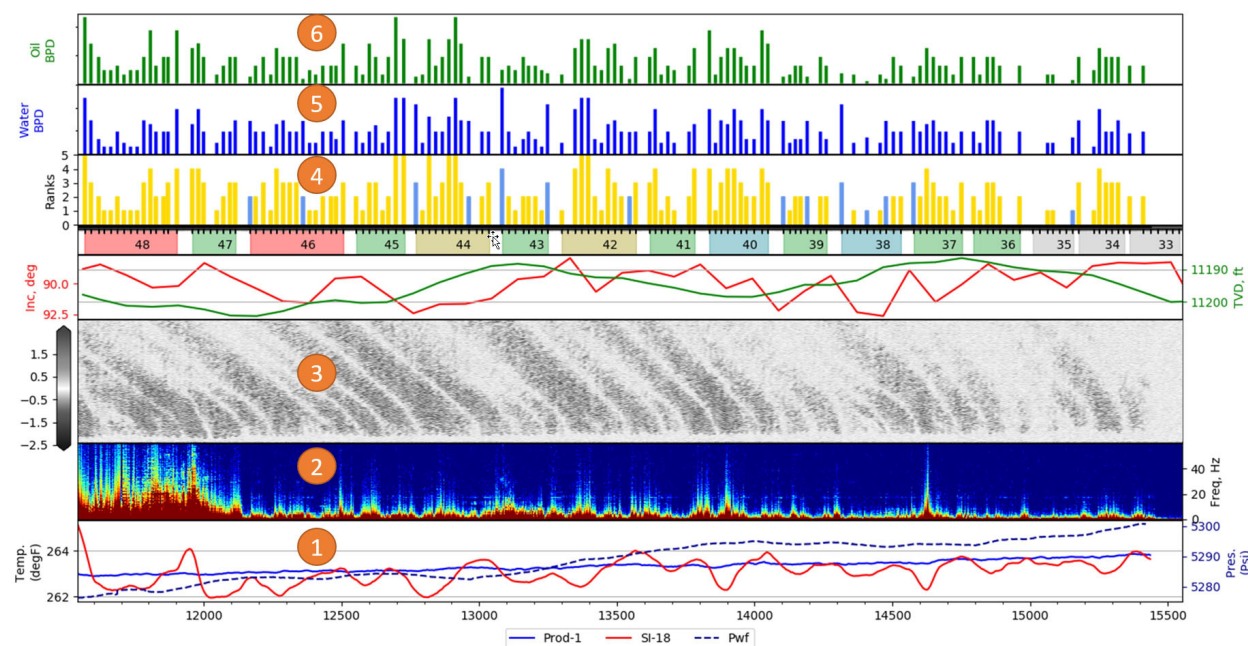 6
Oil
BPD
5
Water
BPD
4
5
4
3
2
1
0
Ranks
48 47 46 45 44 43 42 41 40 39 38 37 36 35 34 33
Inc, deg
90.0
92.5
11190
11200
TVD, ft
3
1.5
0.5
−0.5
−1.5
−2.5
2
40
20
0
Freq, Hz
1
Temp.
(degF)
264
262
5300
5290
5280
Pres.
(Psi)
12000 12500 13000 13500 14000 14500 15000 15500
Prod-1 SI-18 Pwf